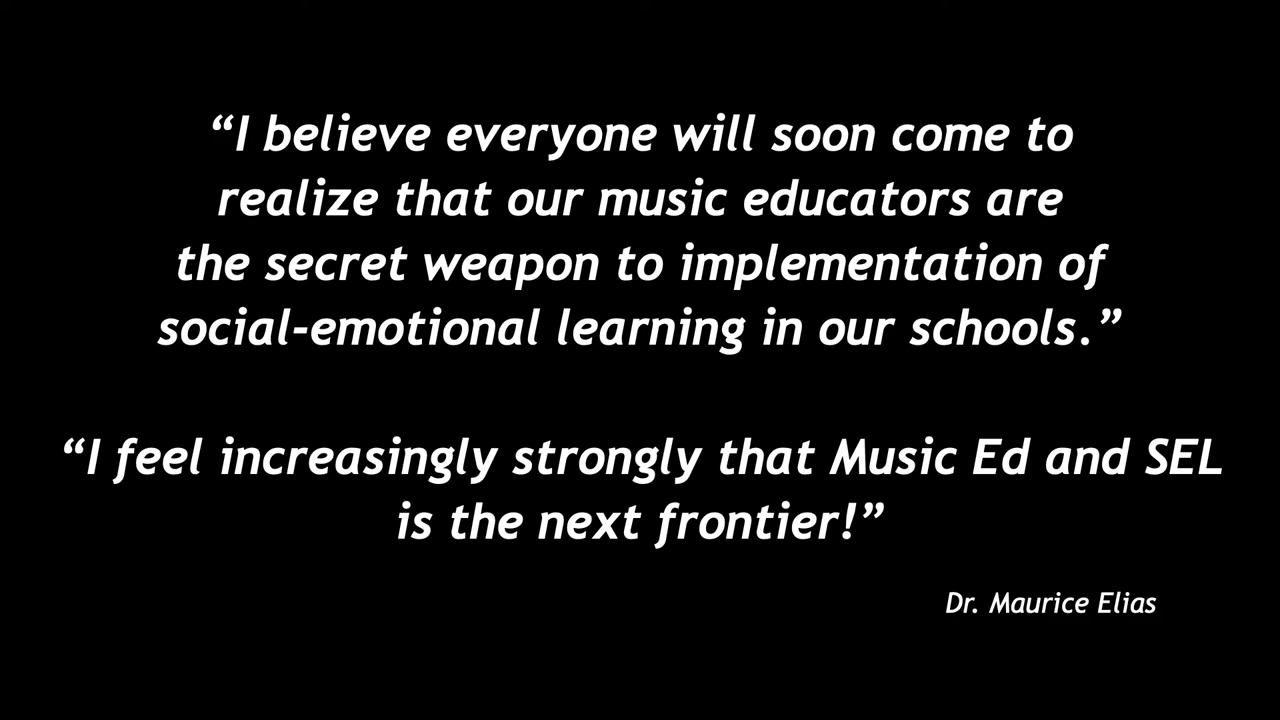 “I believe everyone will soon come to
realize that our music educators are
the secret weapon to implementation of
social-emotional learning in our schools.”
“I feel increasingly strongly that Music Ed and SEL
is the next frontier!”
Dr. Maurice Elias